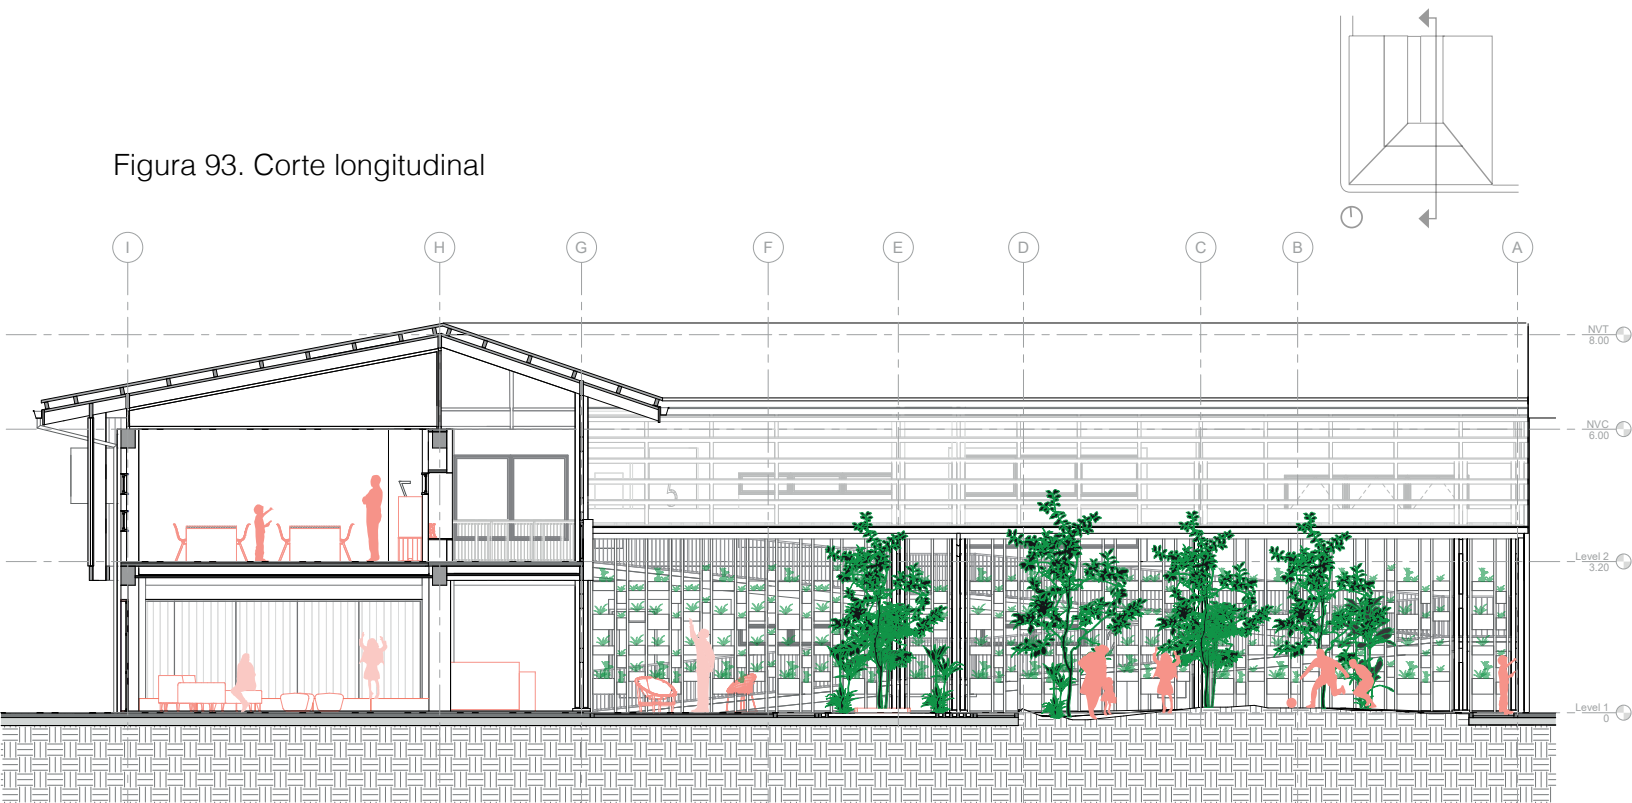 Figura 93. Corte longitudinal
I H G F E D C B A
NVT
8.00
NVC
6.00
Level 2
3.20
Level 1
0